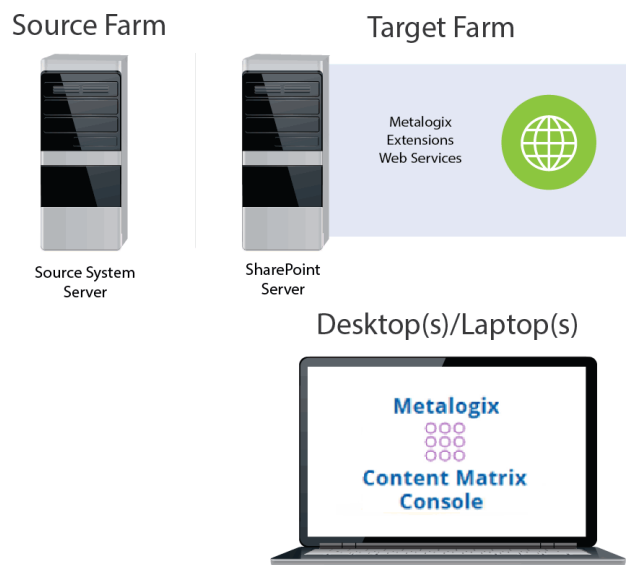 Source Farm
Target Farm
Metalogix
Extensions
Web Services
Source System
Server
SharePoint
Server
Desktop(s)/Laptop(s)
Metalogix
Content Matrix
Console